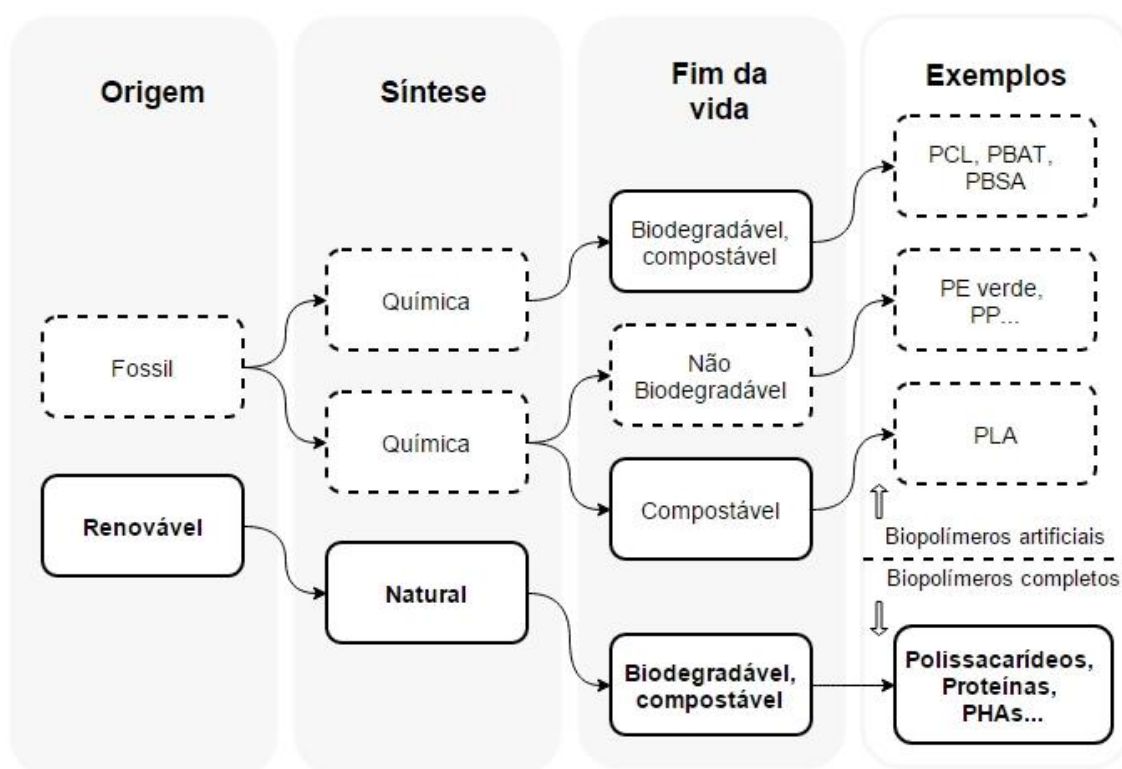 Origem
Síntese
Fim da
vida
Exemplos
PCL, PBAT,
PBSA
Biodegradável,
compostável
Química
PE verde,
PP...
Fossil
Não
Biodegradável
Química
PLA
Renovável
Compostável
Biopolímeros artificiais
Biopolímeros completos
Natural
Biodegradável,
compostável
Polissacarídeos,
Proteínas,
PHAs...